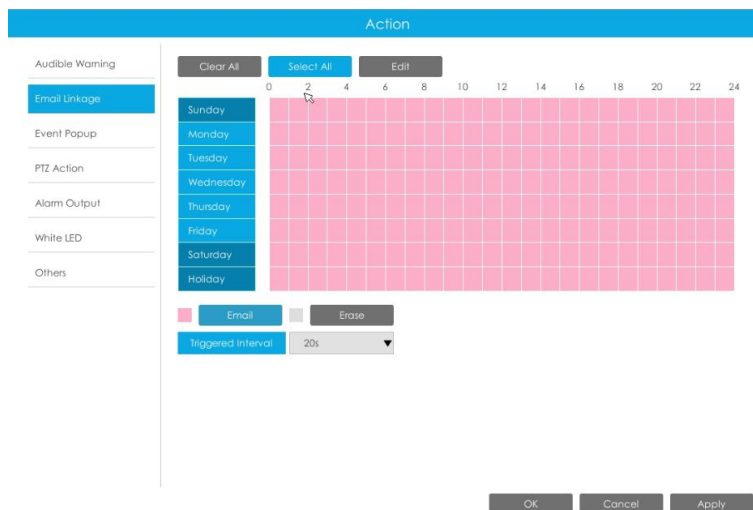 Action
Audible Warning
Email Linkage
Event Popup
PTZ Action
Alarm Output
White LED
Others
Clear All Select All Edit
0 2 4 6 8 10 12 14 16 18 20 22 24
Sunday
Monday
Tuesday
Wednesday
Thursday
Friday
Saturday
Holiday
Email Erase
Triggered Interval 20s
OK Cancel Apply